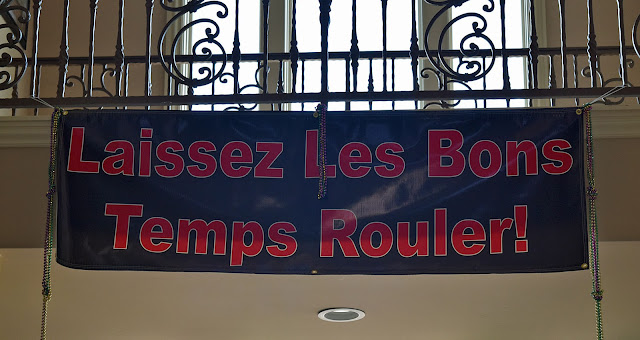 Laissez Les Bons
Temps Rouler!